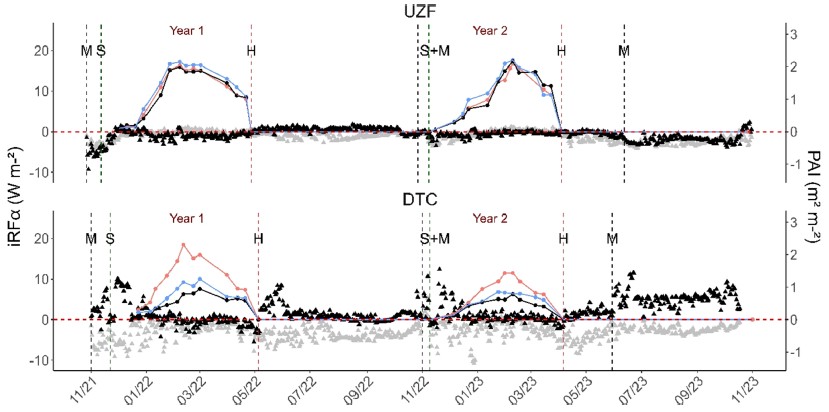 UZF
Year 1
Year 2
M S H S+M H M
20
10
0
-10
3
2
1
0
-1
DTC
Year 1
Year 2
M S H S+M H M
20
10
0
-10
3
2
1
0
-1
iRFα (W m-²)
PAI (m² m-²)
11/21 01/22 03/22 05/22 07/22 09/22 11/22 01/23 03/23 05/23 07/23 09/23 11/23